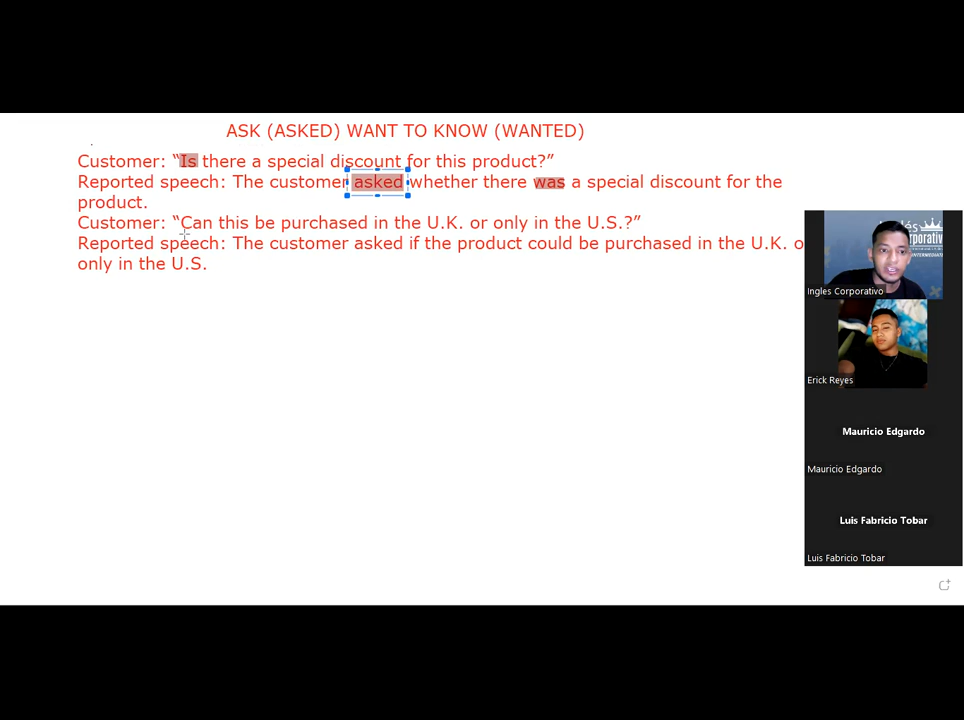 ASK (ASKED) WANT TO KNOW (WANTED)
Customer: “Is there a special discount for this product?”
Reported speech: The customer asked whether there was a special discount for the
product.
Customer: “Can this be purchased in the U.K. or only in the U.S.?”
Reported speech: The customer asked if the product could be purchased in the U.K. o
only in the U.S.
Ingles Corporativo
Erick Reyes
Mauricio Edgardo
Mauricio Edgardo
Luis Fabricio Tobar
Luis Fabricio Tobar